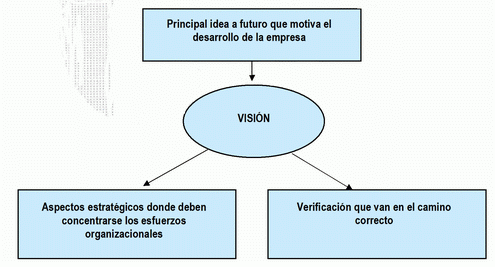 Principal idea a futuro que motiva el
desarrollo de la empresa
VISIÓN
Aspectos estratégicos donde deben
concentrarse los esfuerzos
organizacionales
Verificación que van en el camino
correcto